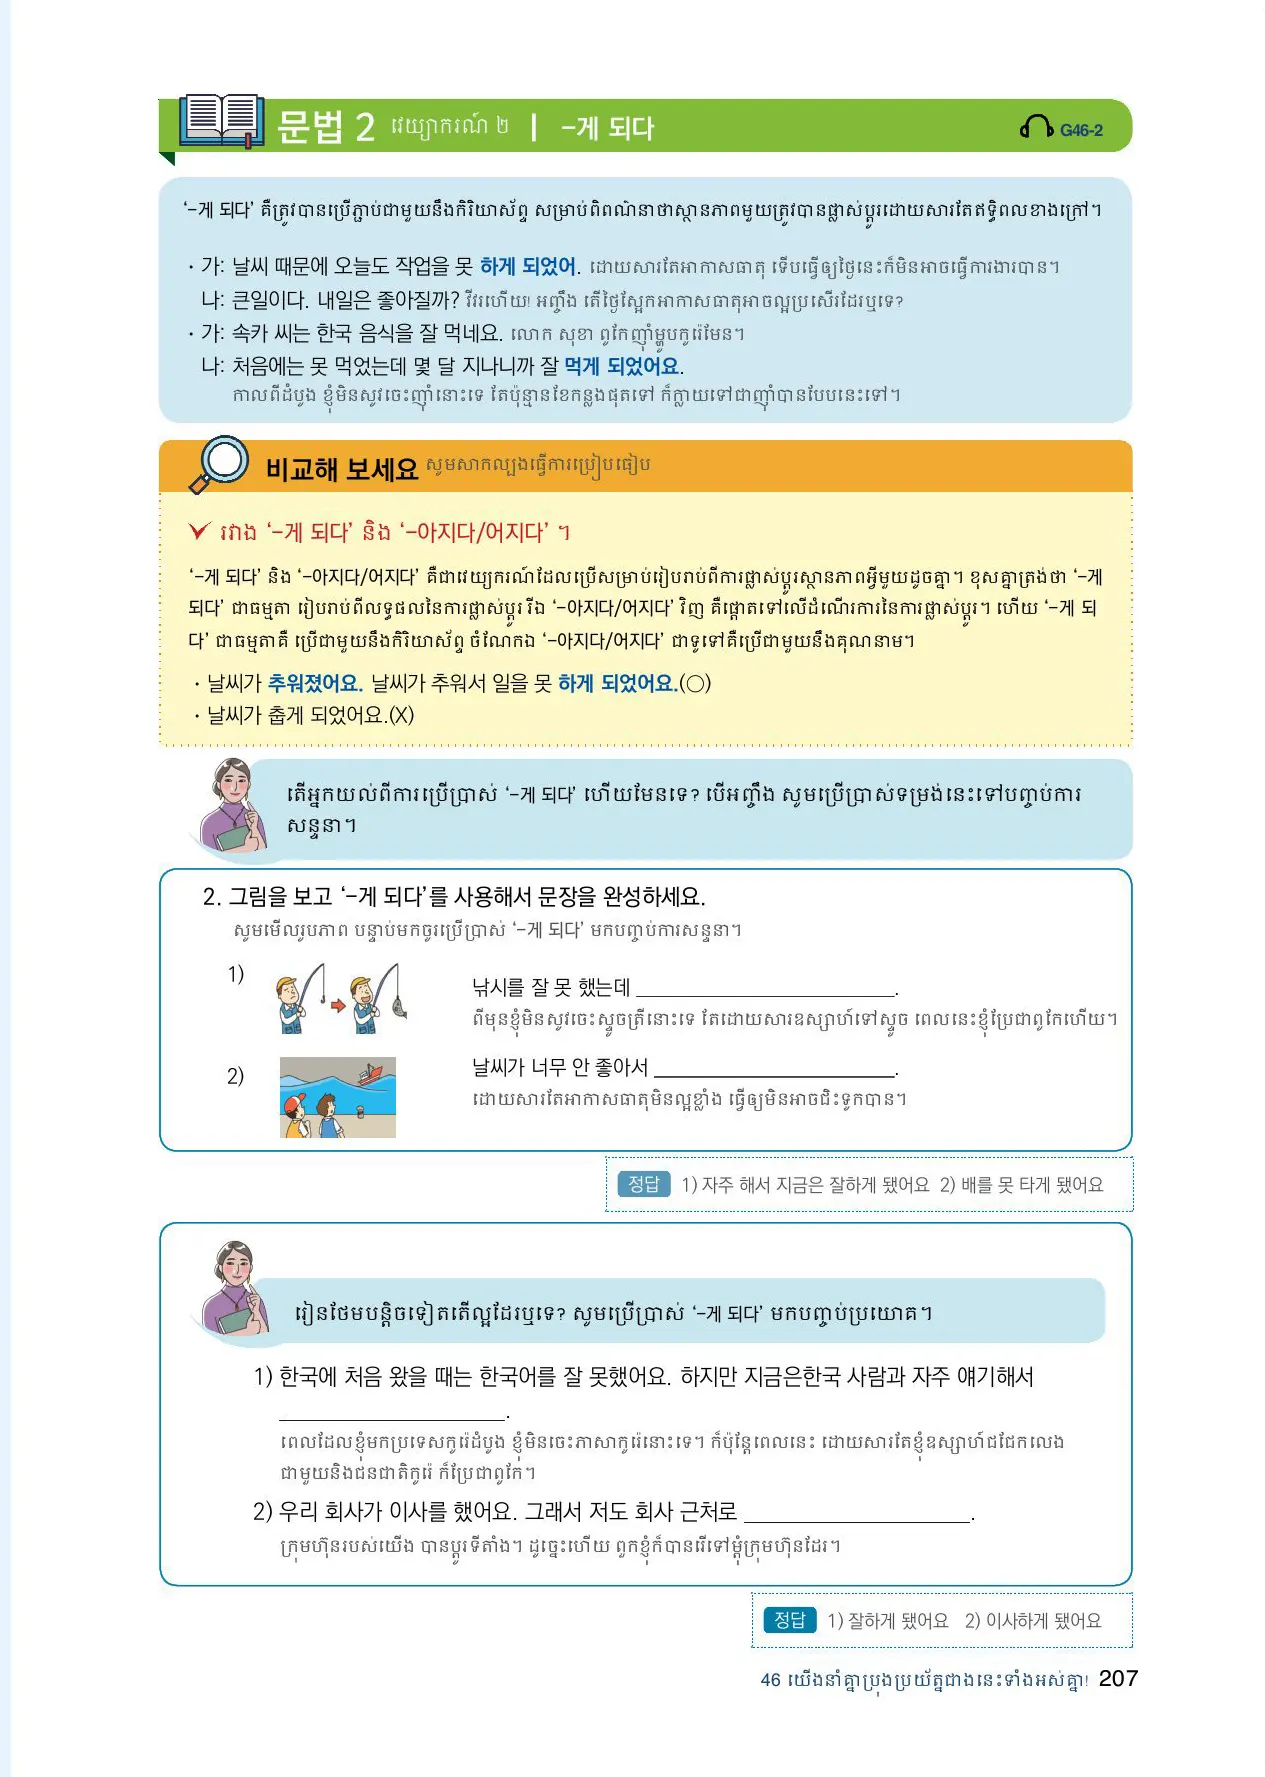 문법 2 វេយ្យាករណ៍ ២ | -게 되다 G46-2
‘-게 되다’ គឺត្រូវបានប្រើភ្ជាប់ជាមួយនឹងកិរិយាស័ព្ទ សម្រាប់ពិពណ៌នាថាស្ថានភាពមួយត្រូវបានផ្លាស់ប្តូរដោយសារតែឥទ្ធិពលខាងក្រៅ។
· 가: 날씨 때문에 오늘도 작업을 못 하게 되었어. ដោយសារតែអាកាសធាតុ ទើបធ្វើឲ្យថ្ងៃនេះក៏មិនអាចធ្វើការងារបាន។
나: 큰일이다. 내일은 좋아질까? វីវរហើយ! អញ្ចឹង តើថ្ងៃស្អែកអាកាសធាតុអាចល្អប្រសើរដែរឬទេ?
· 가: 속카 씨는 한국 음식을 잘 먹네요. លោក សុខា ពូកែញ៉ាំម្ហូបកូរ៉េមែន។
나: 처음에는 못 먹었는데 몇 달 지나니까 잘 먹게 되었어요.
កាលពីដំបូង ខ្ញុំមិនសូវចេះញ៉ាំនោះទេ តែប៉ុន្មានខែកន្លងផុតទៅ ក៏ក្លាយទៅជាញ៉ាំបានបែបនេះទៅ។
비교해 보세요 សូមសាកល្បងធ្វើការប្រៀបធៀប
រវាង ‘-게 되다’ និង ‘-아지다/어지다’ ។
‘-게 되다’ និង ‘-아지다/어지다’ គឺជាវេយ្យករណ៍ដែលប្រើសម្រាប់រៀបរាប់ពីការផ្លាស់ប្តូរស្ថានភាពអ្វីមួយដូចគ្នា។ ខុសគ្នាត្រង់ថា ‘-게
되다’ ជាធម្មតា រៀបរាប់ពីលទ្ធផលនៃការផ្លាស់ប្តូរ រីឯ ‘-아지다/어지다’ វិញ គឺផ្តោតទៅលើដំណើរការនៃការផ្លាស់ប្តូរ។ ហើយ ‘-게 되
다’ ជាធម្មតាគឺ ប្រើជាមួយនឹងកិរិយាស័ព្ទ ចំណែកឯ ‘-아지다/어지다’ ជាទូទៅគឺប្រើជាមួយនឹងគុណនាម។
· 날씨가 추워졌어요. 날씨가 추워서 일을 못 하게 되었어요.(○)
· 날씨가 춥게 되었어요.(X)
តើអ្នកយល់ពីការប្រើប្រាស់ ‘-게 되다’ ហើយមែនទេ? បើអញ្ចឹង សូមប្រើប្រាស់ទម្រង់នេះទៅបញ្ចប់ការ
សន្ទនា។
2. 그림을 보고 ‘-게 되다’를 사용해서 문장을 완성하세요.
សូមមើលរូបភាព បន្ទាប់មកចូរប្រើប្រាស់ ‘-게 되다’ មកបញ្ចប់ការសន្ទនា។
1) 낚시를 잘 못 했는데 ______________.
ពីមុនខ្ញុំមិនសូវចេះស្ទូចត្រីនោះទេ តែដោយសារឧស្សាហ៍ទៅស្ទូច ពេលនេះខ្ញុំប្រែជាពូកែហើយ។
2) 날씨가 너무 안 좋아서 ______________.
ដោយសារតែអាកាសធាតុមិនល្អខ្លាំង ធ្វើឲ្យមិនអាចជិះទូកបាន។
정답 1) 자주 해서 지금은 잘하게 됐어요 2) 배를 못 타게 됐어요
រៀនថែមបន្តិចទៀតតើល្អដែរឬទេ? សូមប្រើប្រាស់ ‘-게 되다’ មកបញ្ចប់ប្រយោគ។
1) 한국에 처음 왔을 때는 한국어를 잘 못했어요. 하지만 지금은한국 사람과 자주 얘기해서
______________.
ពេលដែលខ្ញុំមកប្រទេសកូរ៉េដំបូង ខ្ញុំមិនចេះភាសាកូរ៉េនោះទេ។ ក៏ប៉ុន្តែពេលនេះ ដោយសារតែខ្ញុំឧស្សាហ៍ជជែកលេង
ជាមួយនិងជនជាតិកូរ៉េ ក៏ប្រែជាពូកែ។
2) 우리 회사가 이사를 했어요. 그래서 저도 회사 근처로 ______________.
ក្រុមហ៊ុនរបស់យើង បានប្តូរទីតាំង។ ដូច្នេះហើយ ពួកខ្ញុំក៏បានរើទៅម្តុំក្រុមហ៊ុនដែរ។
정답 1) 잘하게 됐어요 2) 이사하게 됐어요
46 យើងនាំគ្នាប្រុងប្រយ័ត្នជាងនេះទាំងអស់គ្នា! 207